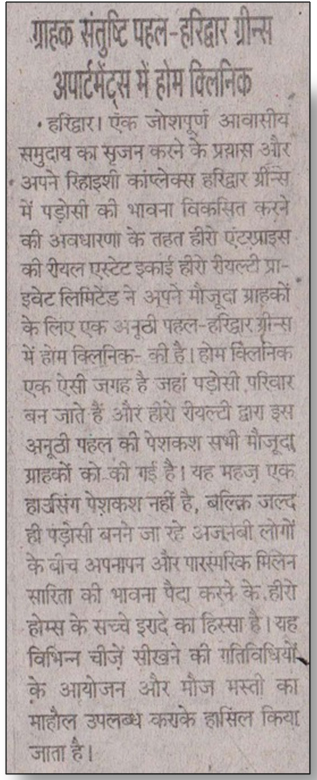 ग्राहक संतुष्टि पहल-हरिद्वार ग्रीन्स
अपार्टमेंट्स में होम क्लिनिक
हरिद्वार। एक जोशपूर्ण आवासीय
समुदाय का सृजन करने के प्रयास और
अपने रिहाइशी कांप्लेक्स हरिद्वार ग्रीन्स
में पड़ोसी की भावना विकसित करने
की अवधारणा के तहत हीरो एंटरप्राइस
की रीयल एस्टेट इकाई हीरो रीयल्टी प्रा-
इवेट लिमिटेड ने अपने मौजूदा ग्राहकों
के लिए एक अनूठी पहल-हरिद्वार ग्रीन्स
में होम क्लिनिक- की है। होम क्लिनिक
एक ऐसी जगह है जहां पड़ोसी परिवार
बन जाते हैं और हीरो रीयल्टी द्वारा इस
अनूठी पहल की पेशकश सभी मौजूदा
ग्राहकों को की गई है। यह महज़ एक
हाउसिंग पेशकश नहीं है, बल्कि जल्द
ही पड़ोसी बनने जा रहे अजनबी लोगों
के बीच अपनापन और पारस्परिक मिलिन
सारिता की भावना पैदा करने के हीरो
होम्स के सच्चे इरादे का हिस्सा है। यह
विभिन्न चीज़ें सीखने की गतिविधियों
के आयोजन और मौज मस्ती का
माहौल उपलब्ध कराके हासिल किया
जाता है।